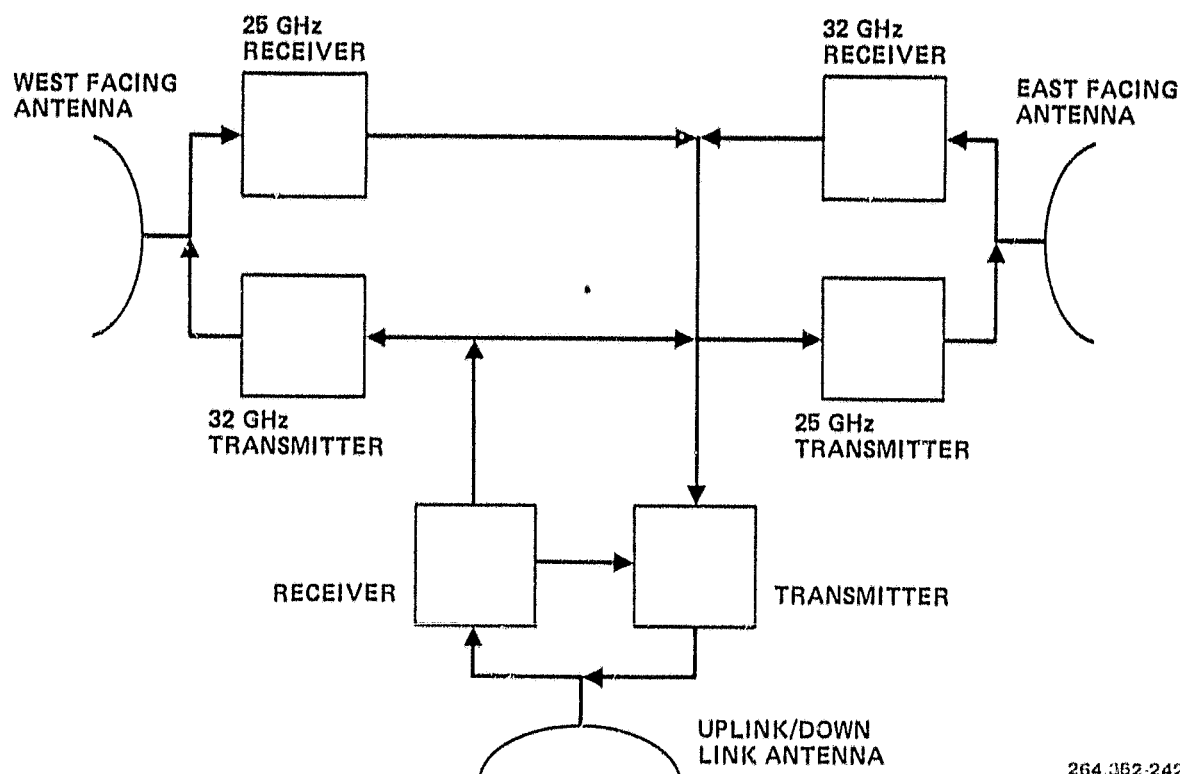 25 GHz
RECEIVER
32 GHz
RECEIVER
WEST FACING
ANTENNA
EAST FACING
ANTENNA
32 GHz
TRANSMITTER
25 GHz
TRANSMITTER
RECEIVER
TRANSMITTER
UPLINK/DOWN
LINK ANTENNA
264.352-242